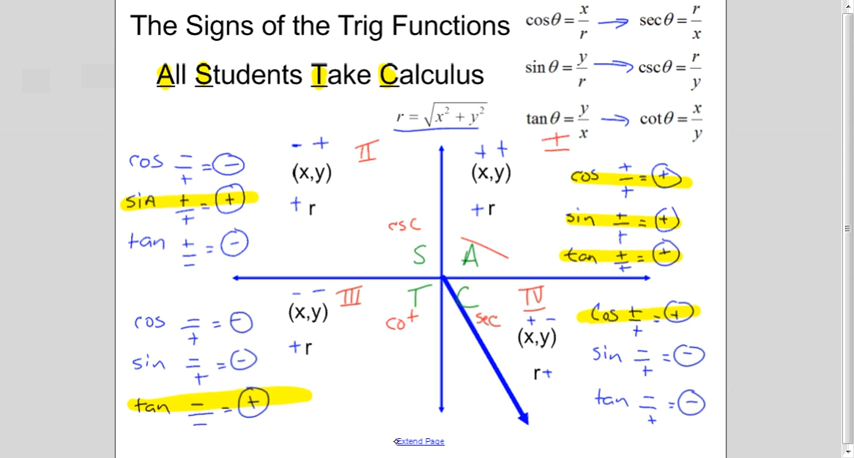 The Signs of the Trig Functions
All Students Take Calculus
cosθ = x/r → secθ = r/x
sinθ = y/r → cscθ = r/y
tanθ = y/x → cotθ = x/y
r = √(x² + y²)
cos −/+ = −
sin +/+ = +
tan +/− = −
- +
II
(x,y)
+ r
+ +
I
(x,y)
+ r
cos +/+ = +
sin +/r = +
tan +/+ = +
csc
S A
T C
cot
sec
cos −/+ = −
sin −/+ = −
tan −/− = +
- -
III
(x,y)
+ r
IV
+ -
(x,y)
r+
Cos +/+ = +
sin −/+ = −
tan −/+ = −
Extend Page